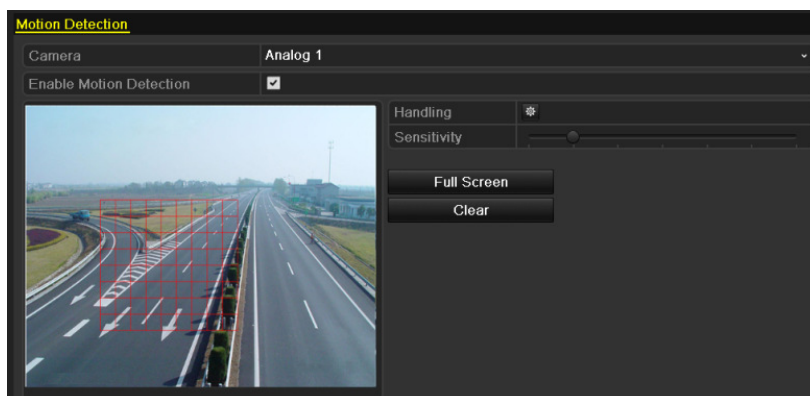 Motion Detection
Camera Analog 1
Enable Motion Detection
Handling
Sensitivity
Full Screen
Clear